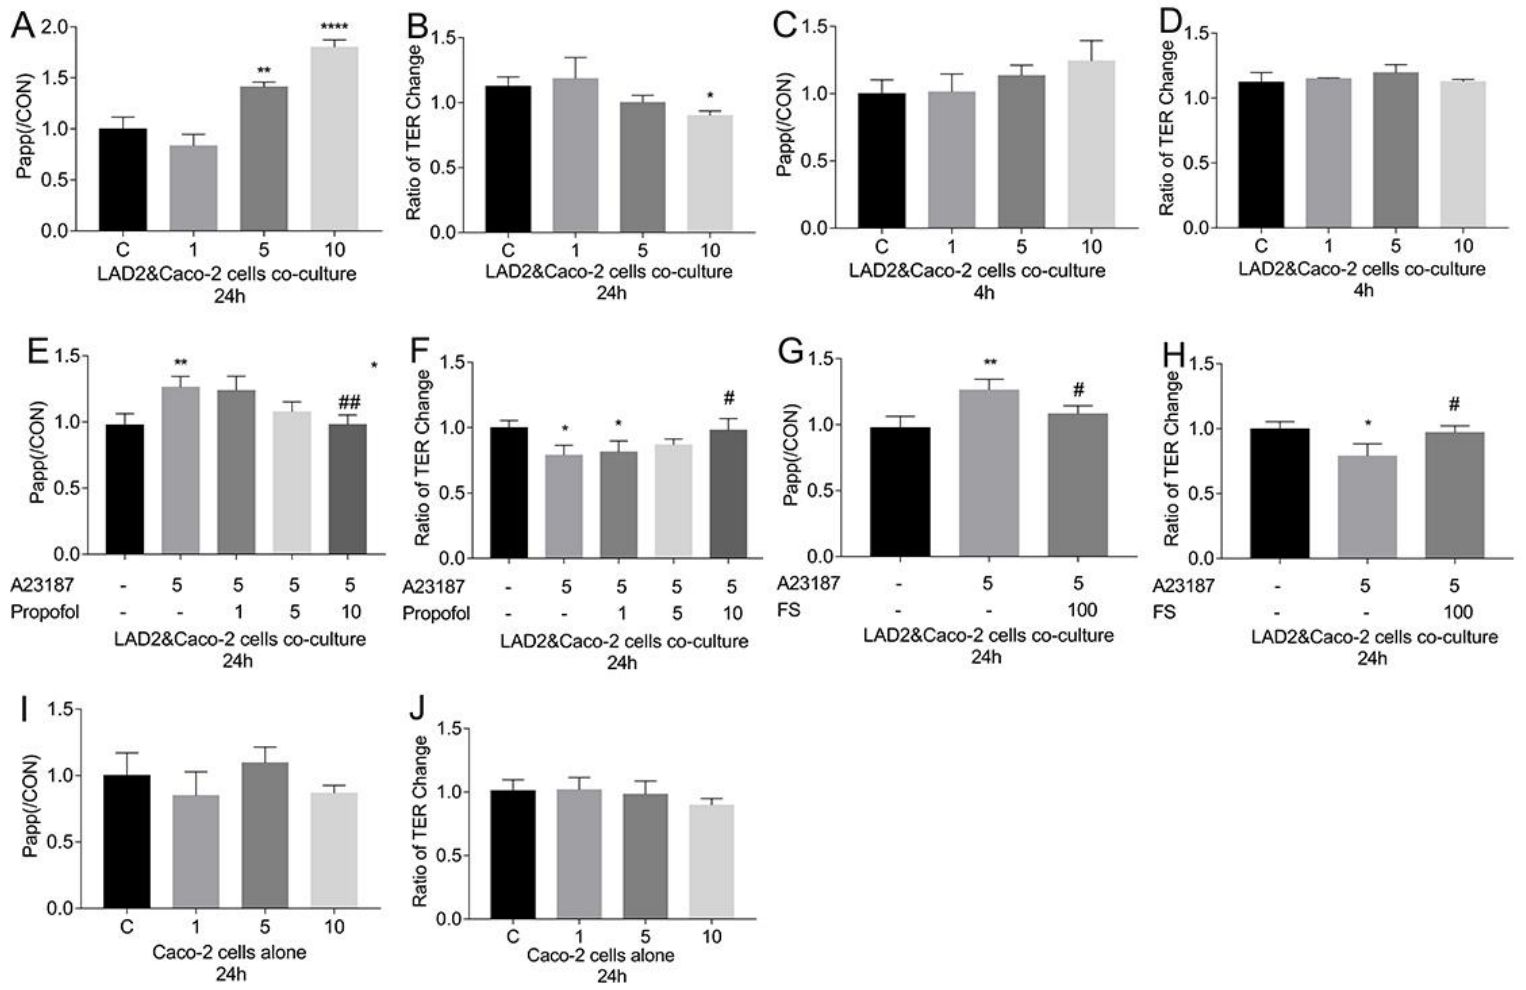 A
Papp(/CON)
2.0
1.5
1.0
0.5
0.0
**
****
C 1 5 10
LAD2&Caco-2 cells co-culture
24h
B
Ratio of TER Change
1.5
1.0
0.5
0.0
*
C 1 5 10
LAD2&Caco-2 cells co-culture
24h
C
Papp(/CON)
1.5
1.0
0.5
0.0
C 1 5 10
LAD2&Caco-2 cells co-culture
4h
D
Ratio of TER Change
1.5
1.0
0.5
0.0
C 1 5 10
LAD2&Caco-2 cells co-culture
4h
E
Papp(/CON)
1.5
1.0
0.5
0.0
**
##
*
A23187 - 5 5 5 5
Propofol - - 1 5 10
LAD2&Caco-2 cells co-culture
24h
F
Ratio of TER Change
1.5
1.0
0.5
0.0
*
*
#
A23187 - 5 5 5 5
Propofol - - 1 5 10
LAD2&Caco-2 cells co-culture
24h
G
Papp(/CON)
1.5
1.0
0.5
0.0
**
#
A23187 - 5 5
FS - - 100
LAD2&Caco-2 cells co-culture
24h
H
Ratio of TER Change
1.5
1.0
0.5
0.0
*
#
A23187 - 5 5
FS - - 100
LAD2&Caco-2 cells co-culture
24h
I
Papp(/CON)
1.5
1.0
0.5
0.0
C 1 5 10
Caco-2 cells alone
24h
J
Ratio of TER Change
1.5
1.0
0.5
0.0
C 1 5 10
Caco-2 cells alone
24h